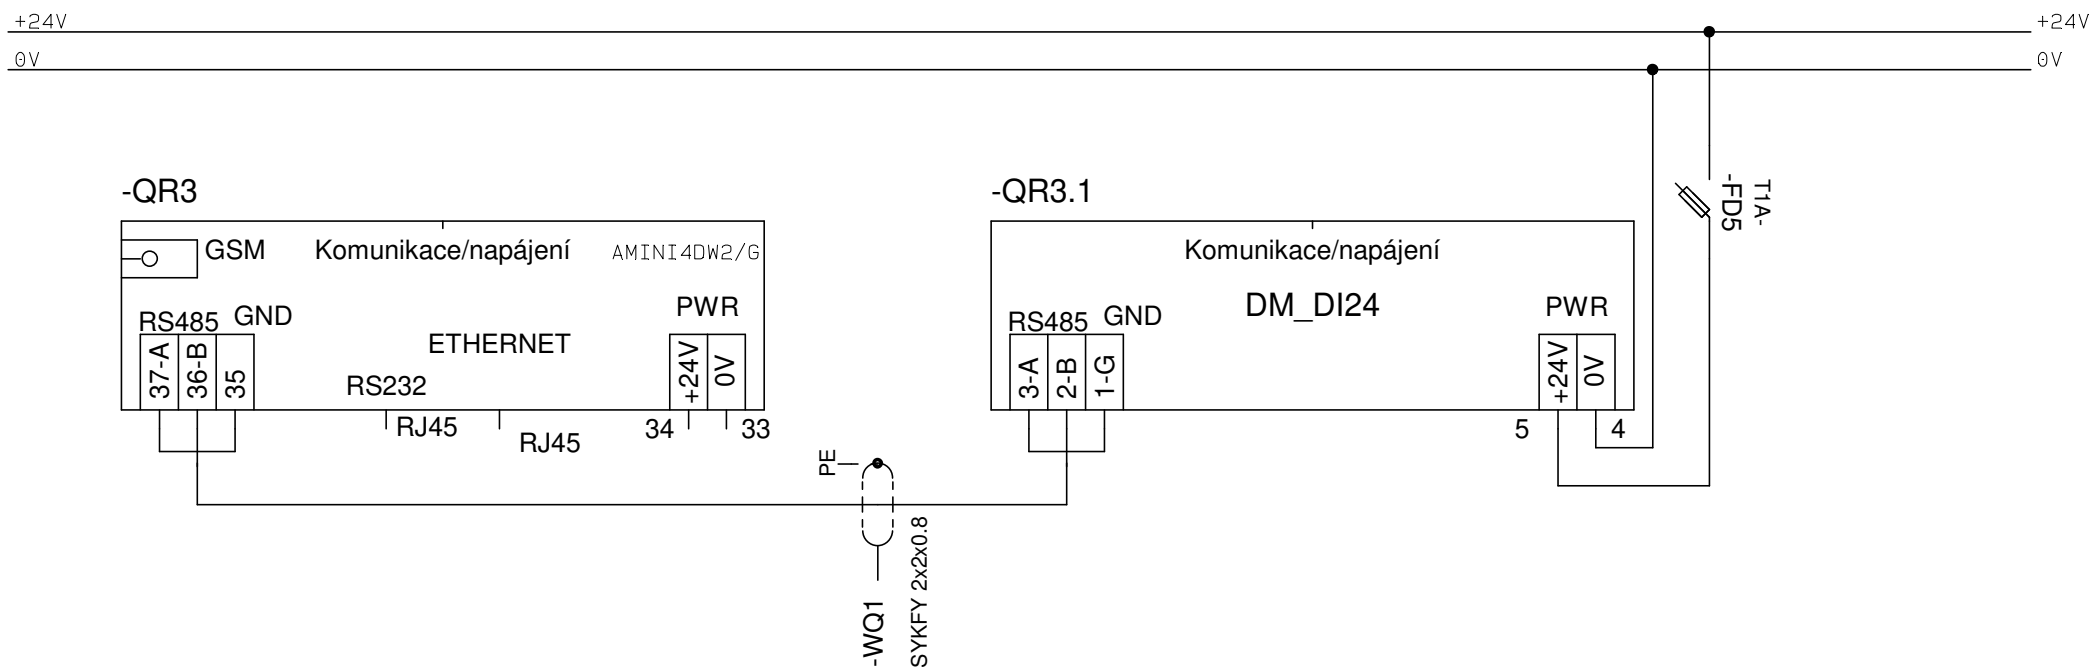 +24V
+24V
0V
0V
-QR3
GSM
Komunikace/napájení
AMINI4DW2/G
RS485
GND
ETHERNET
PWR
37-A
36-B
35
RS232
+24V
0V
RJ45
RJ45
34
33
-QR3.1
Komunikace/napájení
DM_DI24
RS485
GND
PWR
3-A
2-B
1-G
+24V
0V
5
4
T1A-
-FD5
PE
-WQ1
SYKFY 2x2x0.8